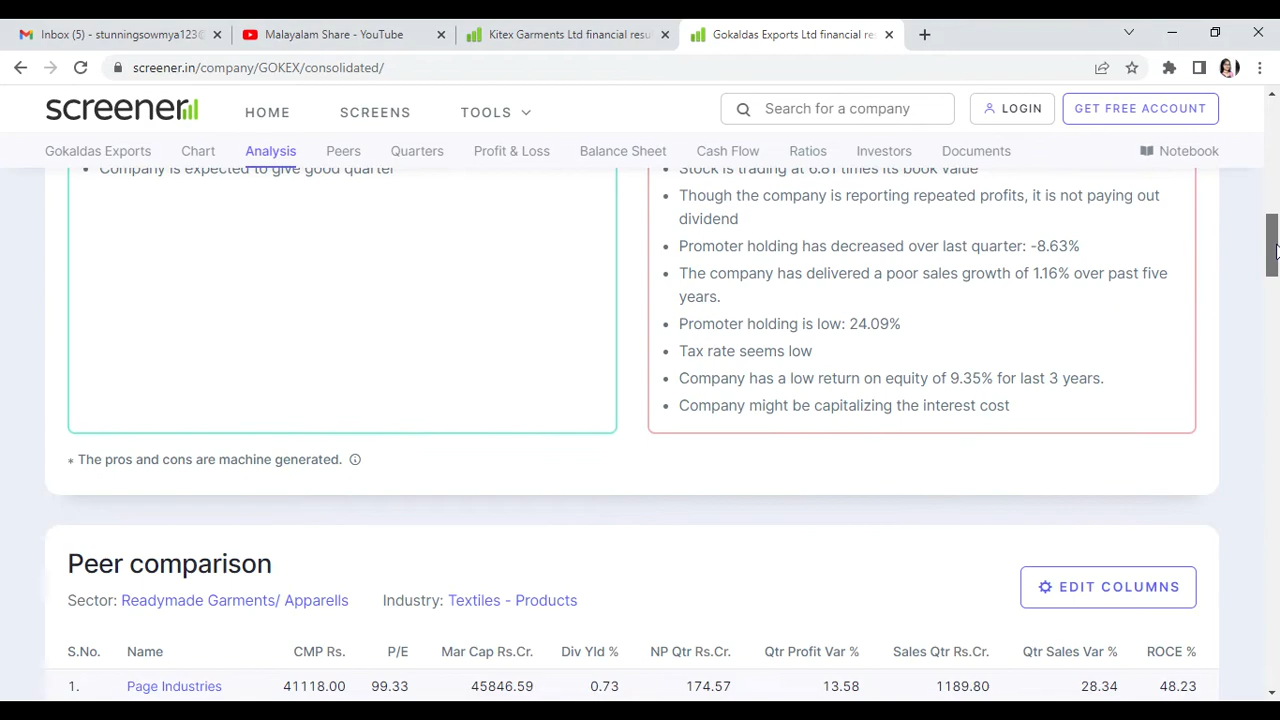 Inbox (5) - stunningsowmya123@
Malayalam Share - YouTube
Kitex Garments Ltd financial resu
Gokaldas Exports Ltd financial res
screener.in/company/GOKEX/consolidated/
screener
HOME
SCREENS
TOOLS
Search for a company
LOGIN
GET FREE ACCOUNT
Gokaldas Exports
Chart
Analysis
Peers
Quarters
Profit & Loss
Balance Sheet
Cash Flow
Ratios
Investors
Documents
Notebook
Company is expected to give good quarter
Stock is trading at 6.81 times its book value
Though the company is reporting repeated profits, it is not paying out
dividend
Promoter holding has decreased over last quarter: -8.63%
The company has delivered a poor sales growth of 1.16% over past five
years.
Promoter holding is low: 24.09%
Tax rate seems low
Company has a low return on equity of 9.35% for last 3 years.
Company might be capitalizing the interest cost
* The pros and cons are machine generated.
Peer comparison
Sector: Readymade Garments/ Apparells Industry: Textiles - Products
EDIT COLUMNS
S.No. Name CMP Rs. P/E Mar Cap Rs.Cr. Div Yld % NP Qtr Rs.Cr. Qtr Profit Var % Sales Qtr Rs.Cr. Qtr Sales Var % ROCE %
1. Page Industries 41118.00 99.33 45846.59 0.73 174.57 13.58 1189.80 28.34 48.23